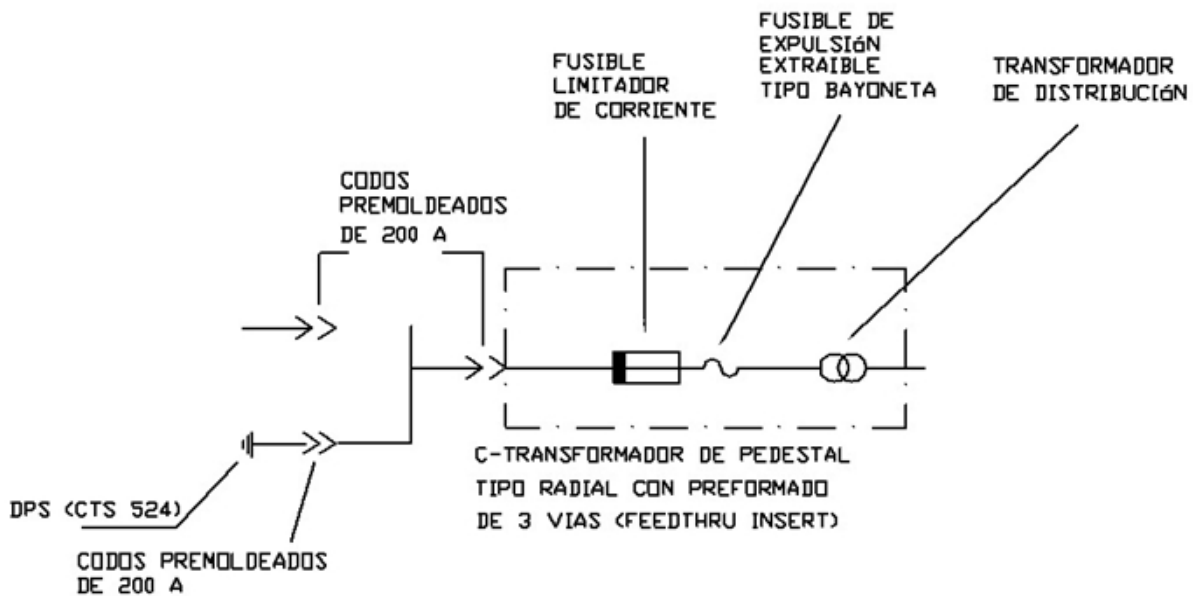 FUSIBLE DE
EXPULSIóN
EXTRAIBLE
TIPO BAYONETA
FUSIBLE
LIMITADOR
DE CORRIENTE
TRANSFORMADOR
DE DISTRIBUCIóN
CODOS
PREMOLDEADOS
DE 200 A
C-TRANSFORMADOR DE PEDESTAL
TIPO RADIAL CON PREFORMADO
DE 3 VIAS (FEEDTHRU INSERT)
DPS (CTS 524)
CODOS PREMOLDEADOS
DE 200 A